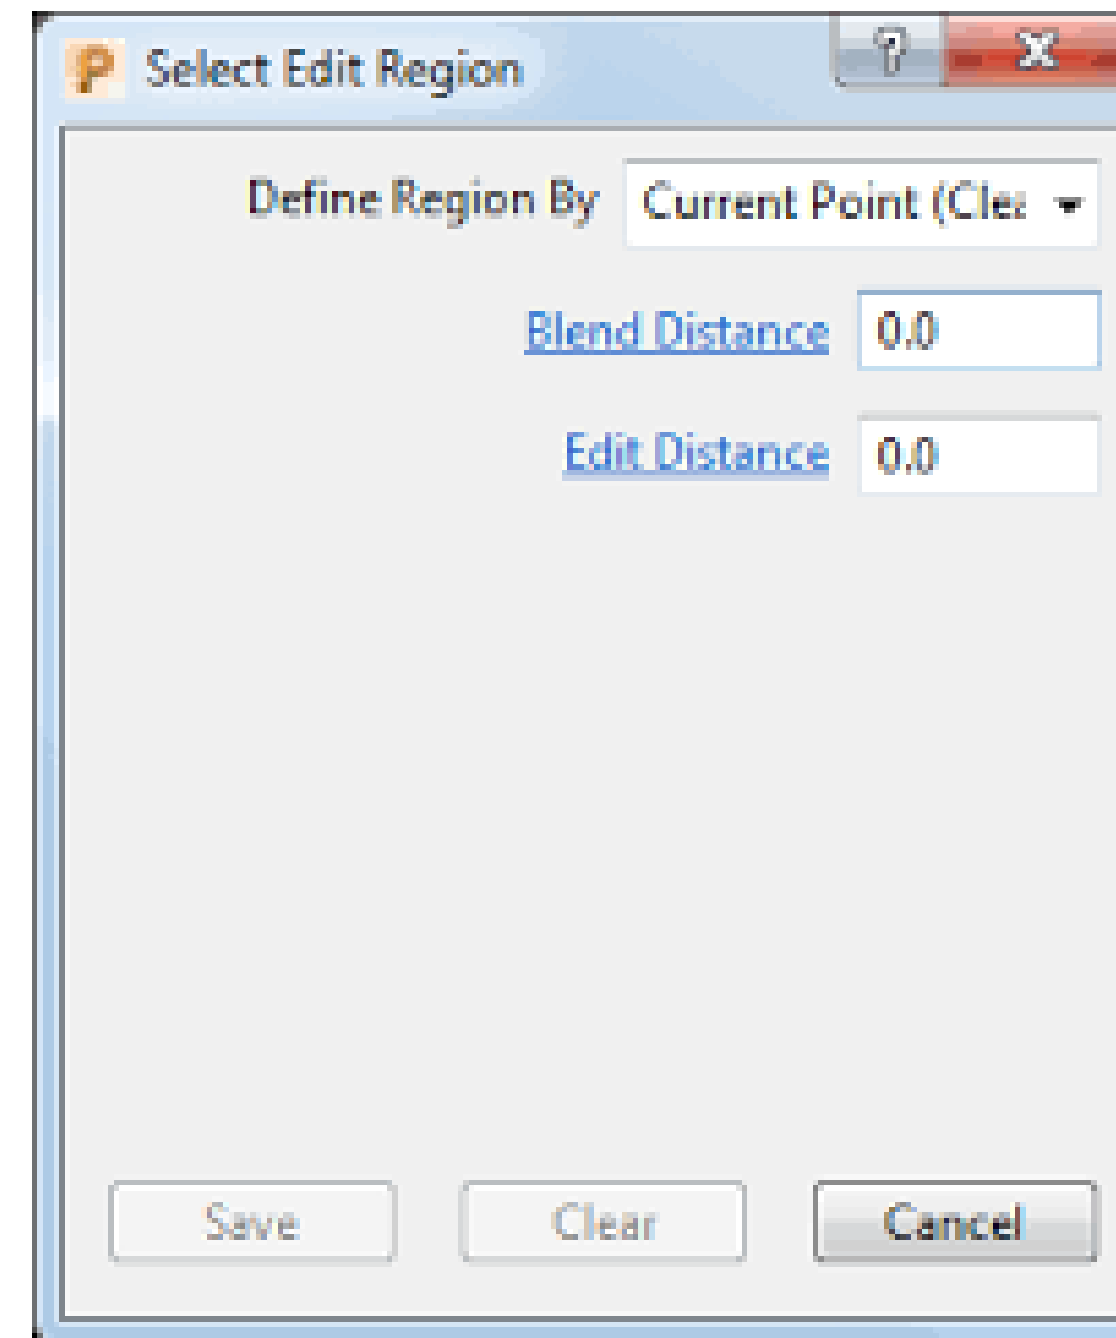 P Select Edit Region ? X
Define Region By Current Point (Clea
Blend Distance 0.0
Edit Distance 0.0
Save Clear Cancel